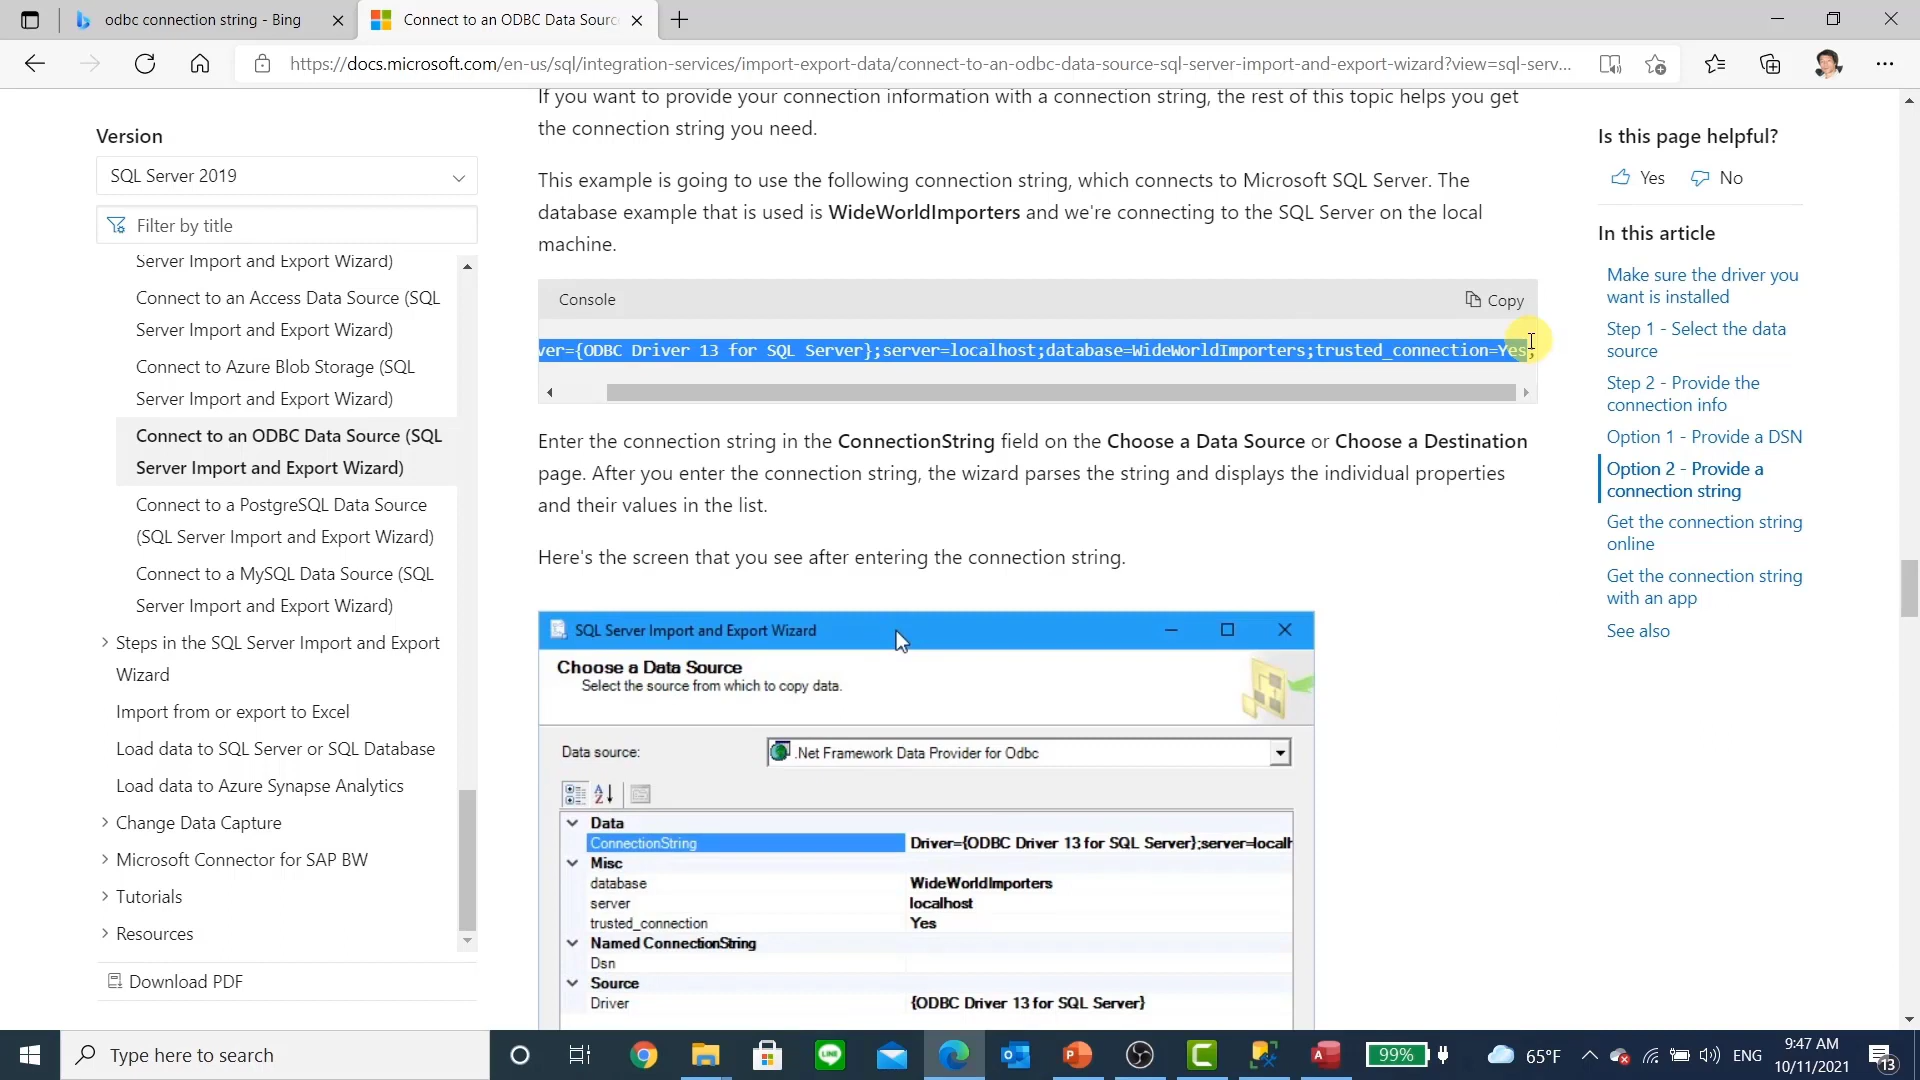 odbc connection string - Bing
Connect to an ODBC Data Sourc
https://docs.microsoft.com/en-us/sql/integration-services/import-export-data/connect-to-an-odbc-data-source-sql-server-import-and-export-wizard?view=sql-serv...
Version
SQL Server 2019
Filter by title
Server Import and Export Wizard)
Connect to an Access Data Source (SQL
Server Import and Export Wizard)
Connect to Azure Blob Storage (SQL
Server Import and Export Wizard)
Connect to an ODBC Data Source (SQL
Server Import and Export Wizard)
Connect to a PostgreSQL Data Source
(SQL Server Import and Export Wizard)
Connect to a MySQL Data Source (SQL
Server Import and Export Wizard)
Steps in the SQL Server Import and Export
Wizard
Import from or export to Excel
Load data to SQL Server or SQL Database
Load data to Azure Synapse Analytics
Change Data Capture
Microsoft Connector for SAP BW
Tutorials
Resources
Download PDF
If you want to provide your connection information with a connection string, the rest of this topic helps you get
the connection string you need.
This example is going to use the following connection string, which connects to Microsoft SQL Server. The
database example that is used is WideWorldImporters and we're connecting to the SQL Server on the local
machine.
Console
Copy
ver={ODBC Driver 13 for SQL Server};server=localhost;database=WideWorldImporters;trusted_connection=Yes;
Enter the connection string in the ConnectionString field on the Choose a Data Source or Choose a Destination
page. After you enter the connection string, the wizard parses the string and displays the individual properties
and their values in the list.
Here's the screen that you see after entering the connection string.
SQL Server Import and Export Wizard
Choose a Data Source
Select the source from which to copy data.
Data source:
.Net Framework Data Provider for Odbc
Data
ConnectionString Driver={ODBC Driver 13 for SQL Server};server=localh
Misc
database WideWorldImporters
server localhost
trusted_connection Yes
Named ConnectionString
Dsn
Source
Driver {ODBC Driver 13 for SQL Server}
Is this page helpful?
Yes
No
In this article
Make sure the driver you
want is installed
Step 1 - Select the data
source
Step 2 - Provide the
connection info
Option 1 - Provide a DSN
Option 2 - Provide a
connection string
Get the connection string
online
Get the connection string
with an app
See also
Type here to search
LINE
99%
65°F
ENG
9:47 AM
10/11/2021
13